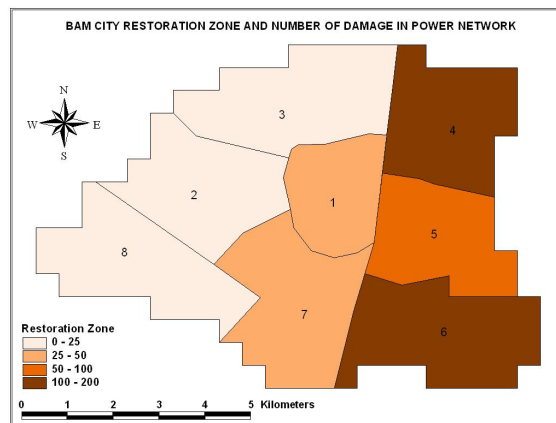 BAM CITY RESTORATION ZONE AND NUMBER OF DAMAGE IN POWER NETWORK
N
W E
S
3
4
2
1
5
8
7
6
Restoration Zone
0 - 25
25 - 50
50 - 100
100 - 200
0 1 2 3 4 5 Kilometers